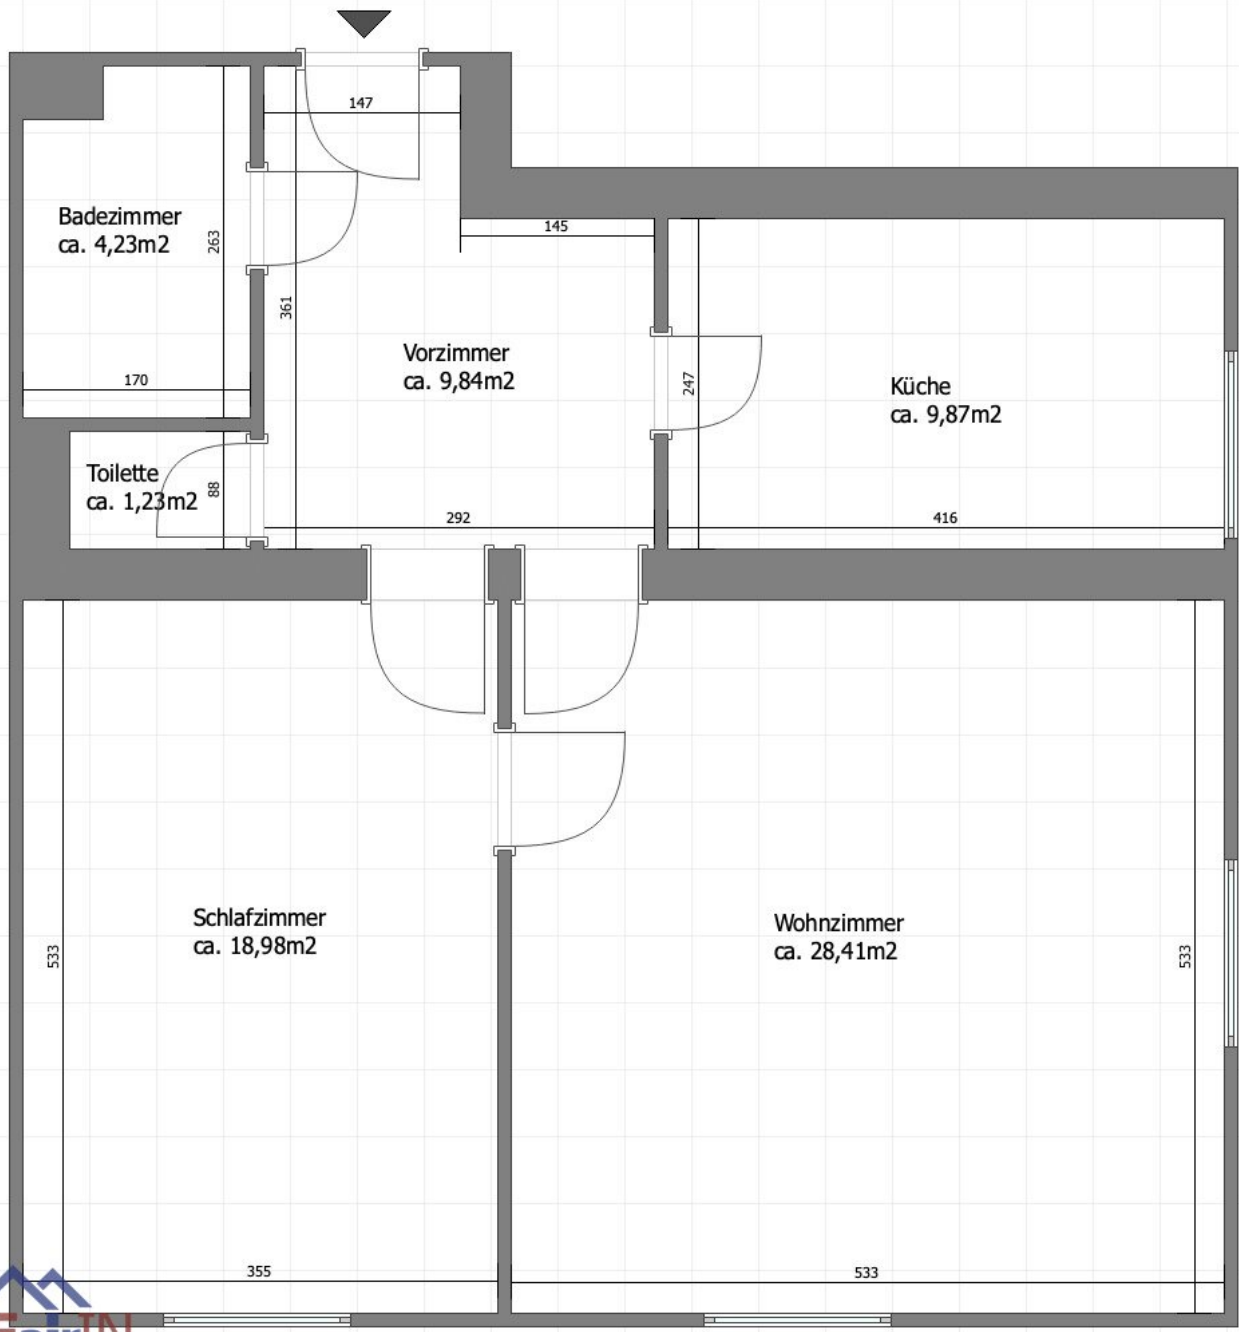 147
145
Badezimmer
ca. 4,23m2
263
361
Vorzimmer
ca. 9,84m2
247
Küche
ca. 9,87m2
170
Toilette
ca. 1,23m2
88
292
416
Schlafzimmer
ca. 18,98m2
533
Wohnzimmer
ca. 28,41m2
533
355
533